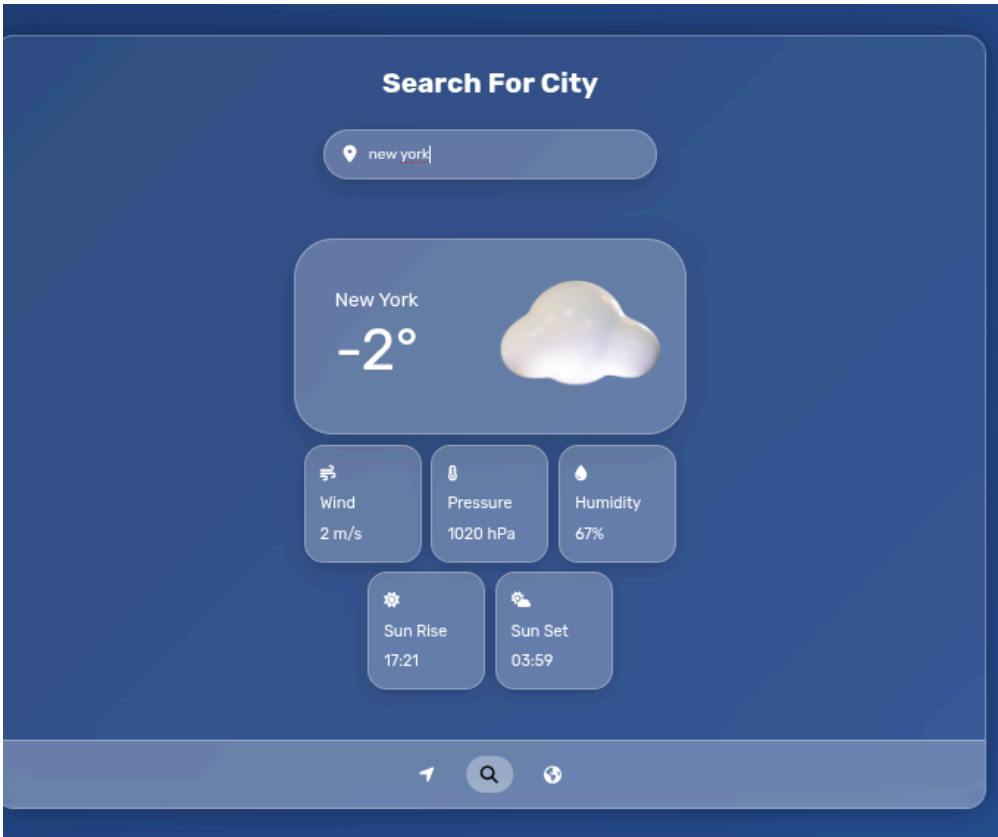 Search For City
new york
New York
-2°
Wind
2 m/s
Pressure
1020 hPa
Humidity
67%
Sun Rise
17:21
Sun Set
03:59